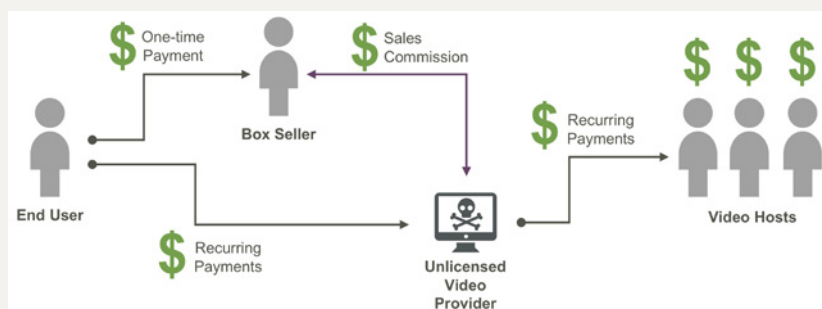 $ One-time
Payment
$ Sales
Commission
$ $ $
Box Seller
$ Recurring
Payments
End User
Video Hosts
$ Recurring
Payments
Unlicensed
Video
Provider